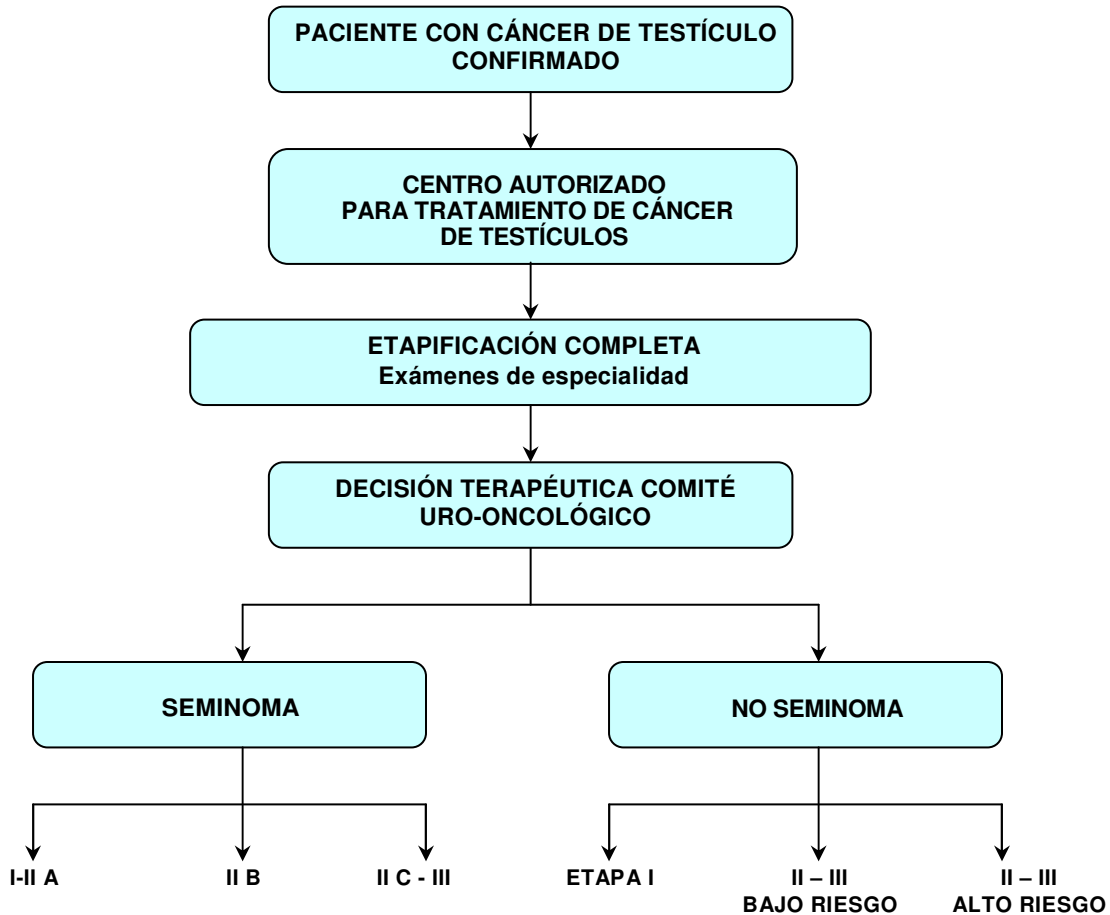 PACIENTE CON CÁNCER DE TESTÍCULO
CONFIRMADO
CENTRO AUTORIZADO
PARA TRATAMIENTO DE CÁNCER
DE TESTÍCULOS
ETAPIFICACIÓN COMPLETA
Exámenes de especialidad
DECISIÓN TERAPÉUTICA COMITÉ
URO-ONCOLÓGICO
SEMINOMA
NO SEMINOMA
I-II A
II B
II C - III
ETAPA I
II – III
BAJO RIESGO
II – III
ALTO RIESGO